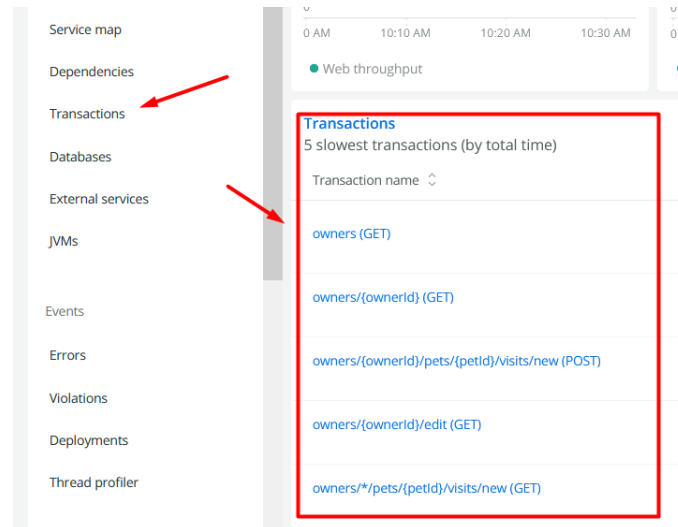 Service map
Dependencies
Transactions
Databases
External services
JVMs
Events
Errors
Violations
Deployments
Thread profiler
0
0 AM 10:10 AM 10:20 AM 10:30 AM
Web throughput
Transactions
5 slowest transactions (by total time)
Transaction name
owners (GET)
owners/{ownerId} (GET)
owners/{ownerId}/pets/{petId}/visits/new (POST)
owners/{ownerId}/edit (GET)
owners/*/pets/{petId}/visits/new (GET)